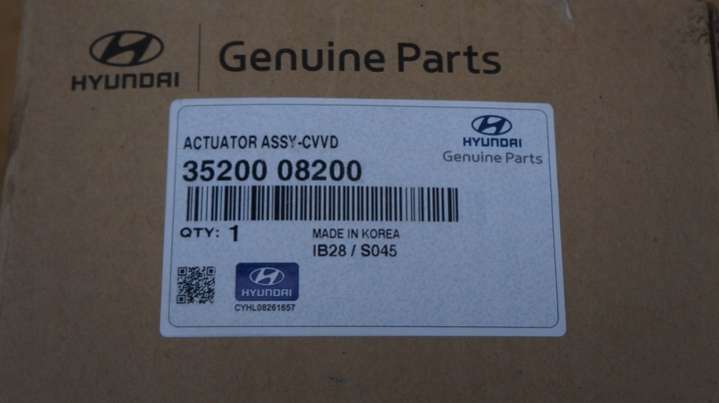 HYUNDAI
Genuine Parts
ACTUATOR ASSY-CVVD
35200 08200
HYUNDAI
Genuine Parts
QTY: 1
MADE IN KOREA
IB28 / S045
HYUNDAI
CYHL08261657